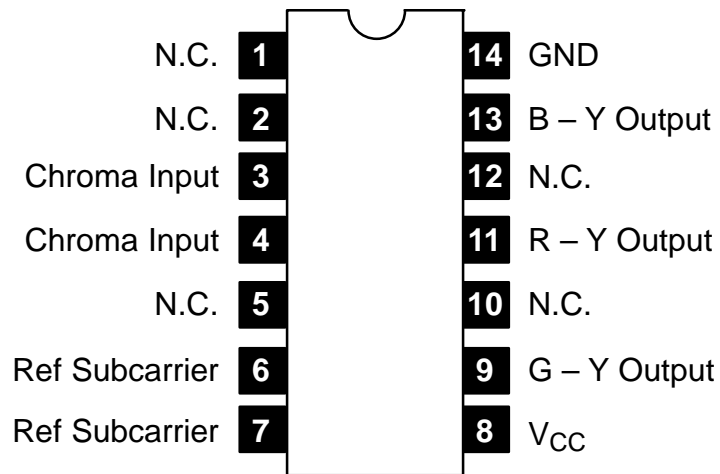 N.C. 1 14 GND
N.C. 2 13 B – Y Output
Chroma Input 3 12 N.C.
Chroma Input 4 11 R – Y Output
N.C. 5 10 N.C.
Ref Subcarrier 6 9 G – Y Output
Ref Subcarrier 7 8 VCC